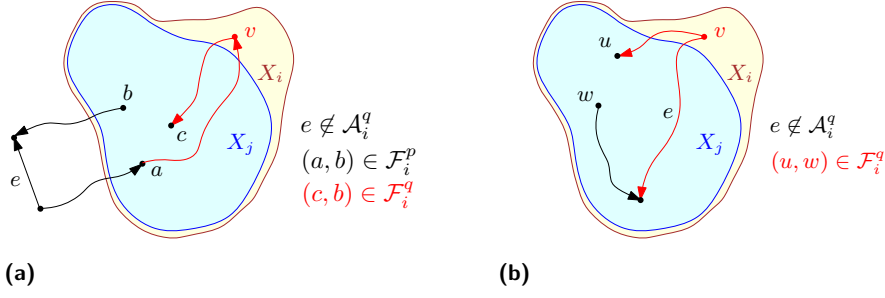 v
X_i
b
c
X_j
a
e
e ∉ 𝒜_i^q
(a, b) ∈ ℱ_i^p
(c, b) ∈ ℱ_i^q
(a)
v
u
X_i
w
e
X_j
e ∉ 𝒜_i^q
(u, w) ∈ ℱ_i^q
(b)